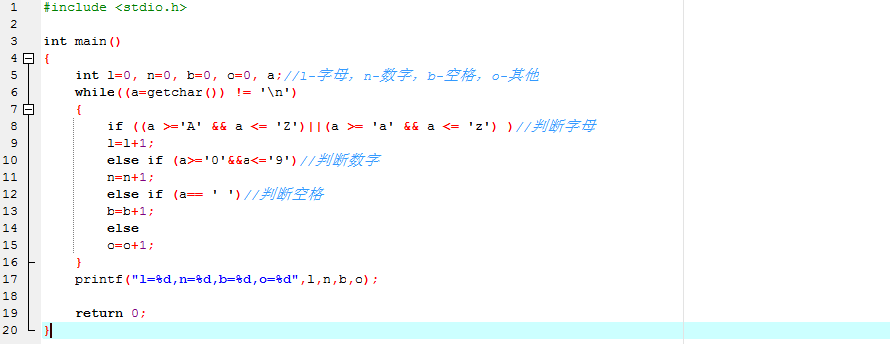 1 #include <stdio.h>
2
3 int main()
4 {
5 int l=0, n=0, b=0, o=0, a;//l-字母，n-数字，b-空格，o-其他
6 while((a=getchar()) != '\n')
7 {
8 if ((a >='A' && a <= 'Z')||(a >= 'a' && a <= 'z') )//判断字母
9 l=l+1;
10 else if (a>='0'&&a<='9')//判断数字
11 n=n+1;
12 else if (a== ' ')//判断空格
13 b=b+1;
14 else
15 o=o+1;
16 }
17 printf("l=%d,n=%d,b=%d,o=%d",l,n,b,o);
18
19 return 0;
20 }